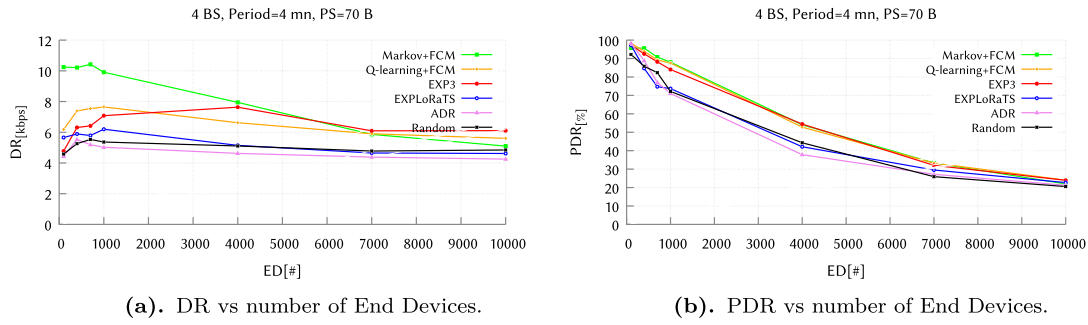 4 BS, Period=4 mn, PS=70 B
12
10
8
6
4
2
0
DR[kbps]
Markov+FCM
Q-learning+FCM
EXP3
EXPLoRaTS
ADR
Random
0 1000 2000 3000 4000 5000 6000 7000 8000 9000 10000
ED[#]
(a). DR vs number of End Devices.
4 BS, Period=4 mn, PS=70 B
100
90
80
70
60
50
40
30
20
10
0
PDR[%]
Markov+FCM
Q-learning+FCM
EXP3
EXPLoRaTS
ADR
Random
0 1000 2000 3000 4000 5000 6000 7000 8000 9000 10000
ED[#]
(b). PDR vs number of End Devices.